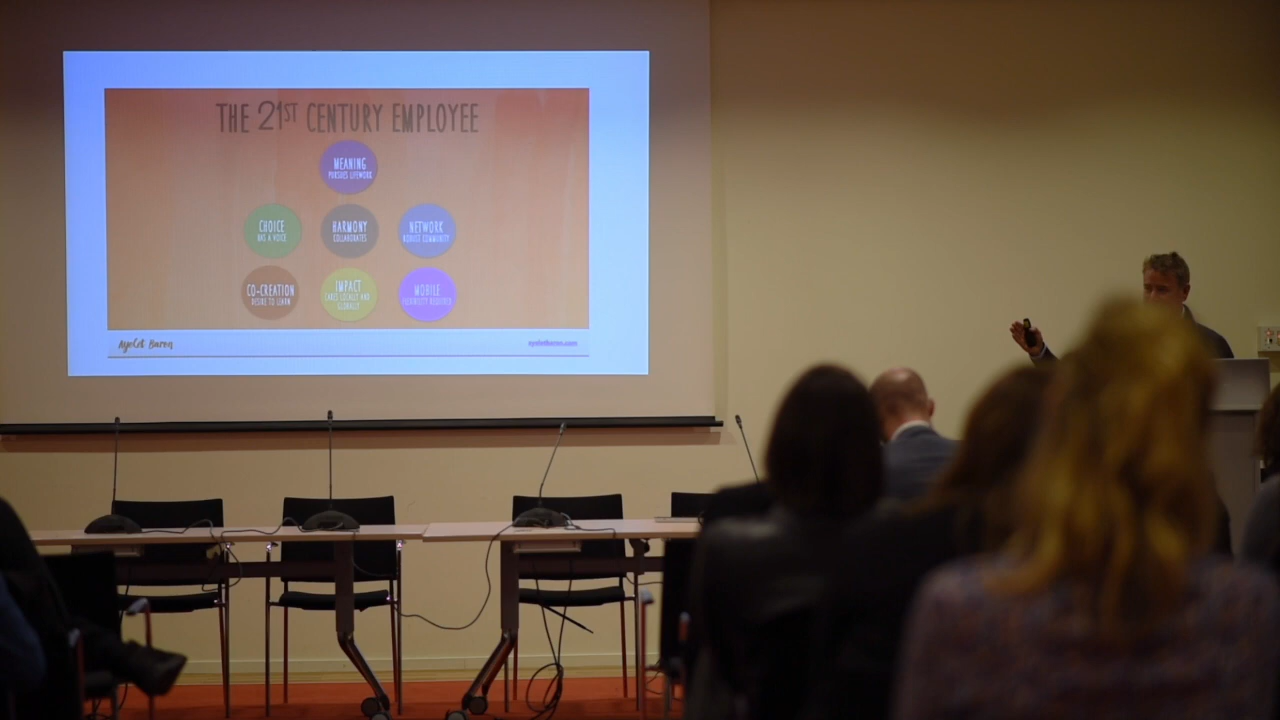 THE 21ST CENTURY EMPLOYEE
MEANING
PURSUES LIFEWORK
CHOICE
HAS A VOICE
HARMONY
COLLABORATES
NETWORK
ROBUST COMMUNITY
CO-CREATION
DESIRE TO LEARN
IMPACT
CARES LOCALLY AND
GLOBALLY
MOBILE
FLEXIBILITY REQUIRED
Ayelet Baron
ayeletbaron.com